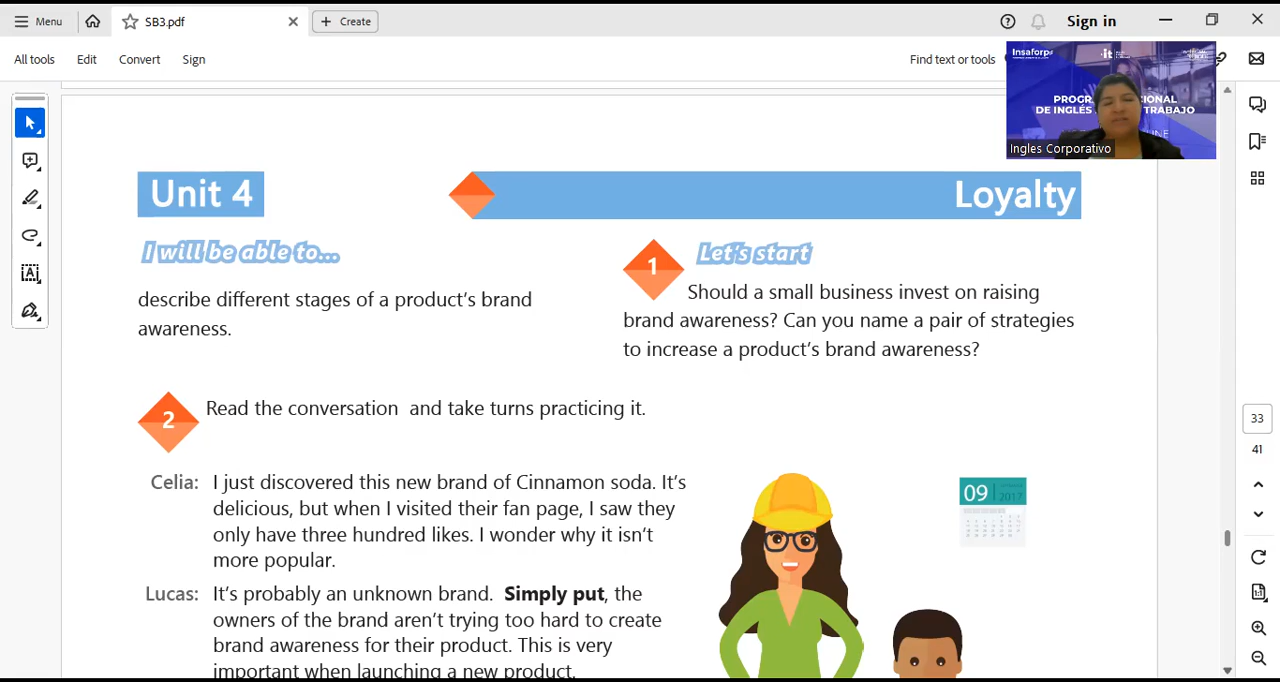 Menu
SB3.pdf
Create
Sign in
All tools
Edit
Convert
Sign
Find text or tools
Insaforp
it
DE INGLÉS
TRABAJO
Ingles Corporativo
Unit 4
Loyalty
I will be able to...
describe different stages of a product's brand
awareness.
1
Let's start
Should a small business invest on raising
brand awareness? Can you name a pair of strategies
to increase a product's brand awareness?
2
Read the conversation and take turns practicing it.
Celia: I just discovered this new brand of Cinnamon soda. It's
delicious, but when I visited their fan page, I saw they
only have three hundred likes. I wonder why it isn't
more popular.
Lucas: It's probably an unknown brand. Simply put, the
owners of the brand aren't trying too hard to create
brand awareness for their product. This is very
important when launching a new product.
09
2017
33
41